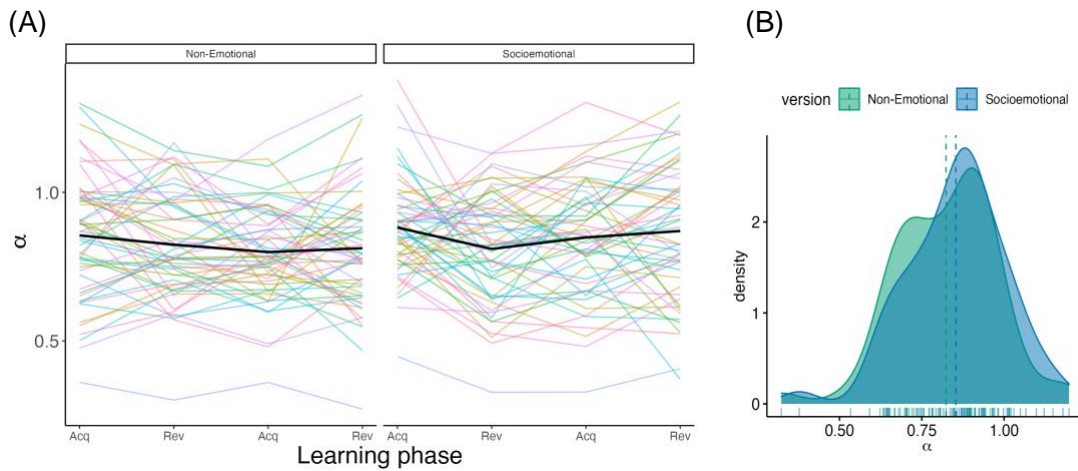 (A)
(B)
Non-Emotional
Socioemotional
version
Non-Emotional
Socioemotional
α
1.0
0.5
Acq
Rev
Acq
Rev
Acq
Rev
Acq
Rev
Learning phase
density
2
1
0
0.50
0.75
1.00
α